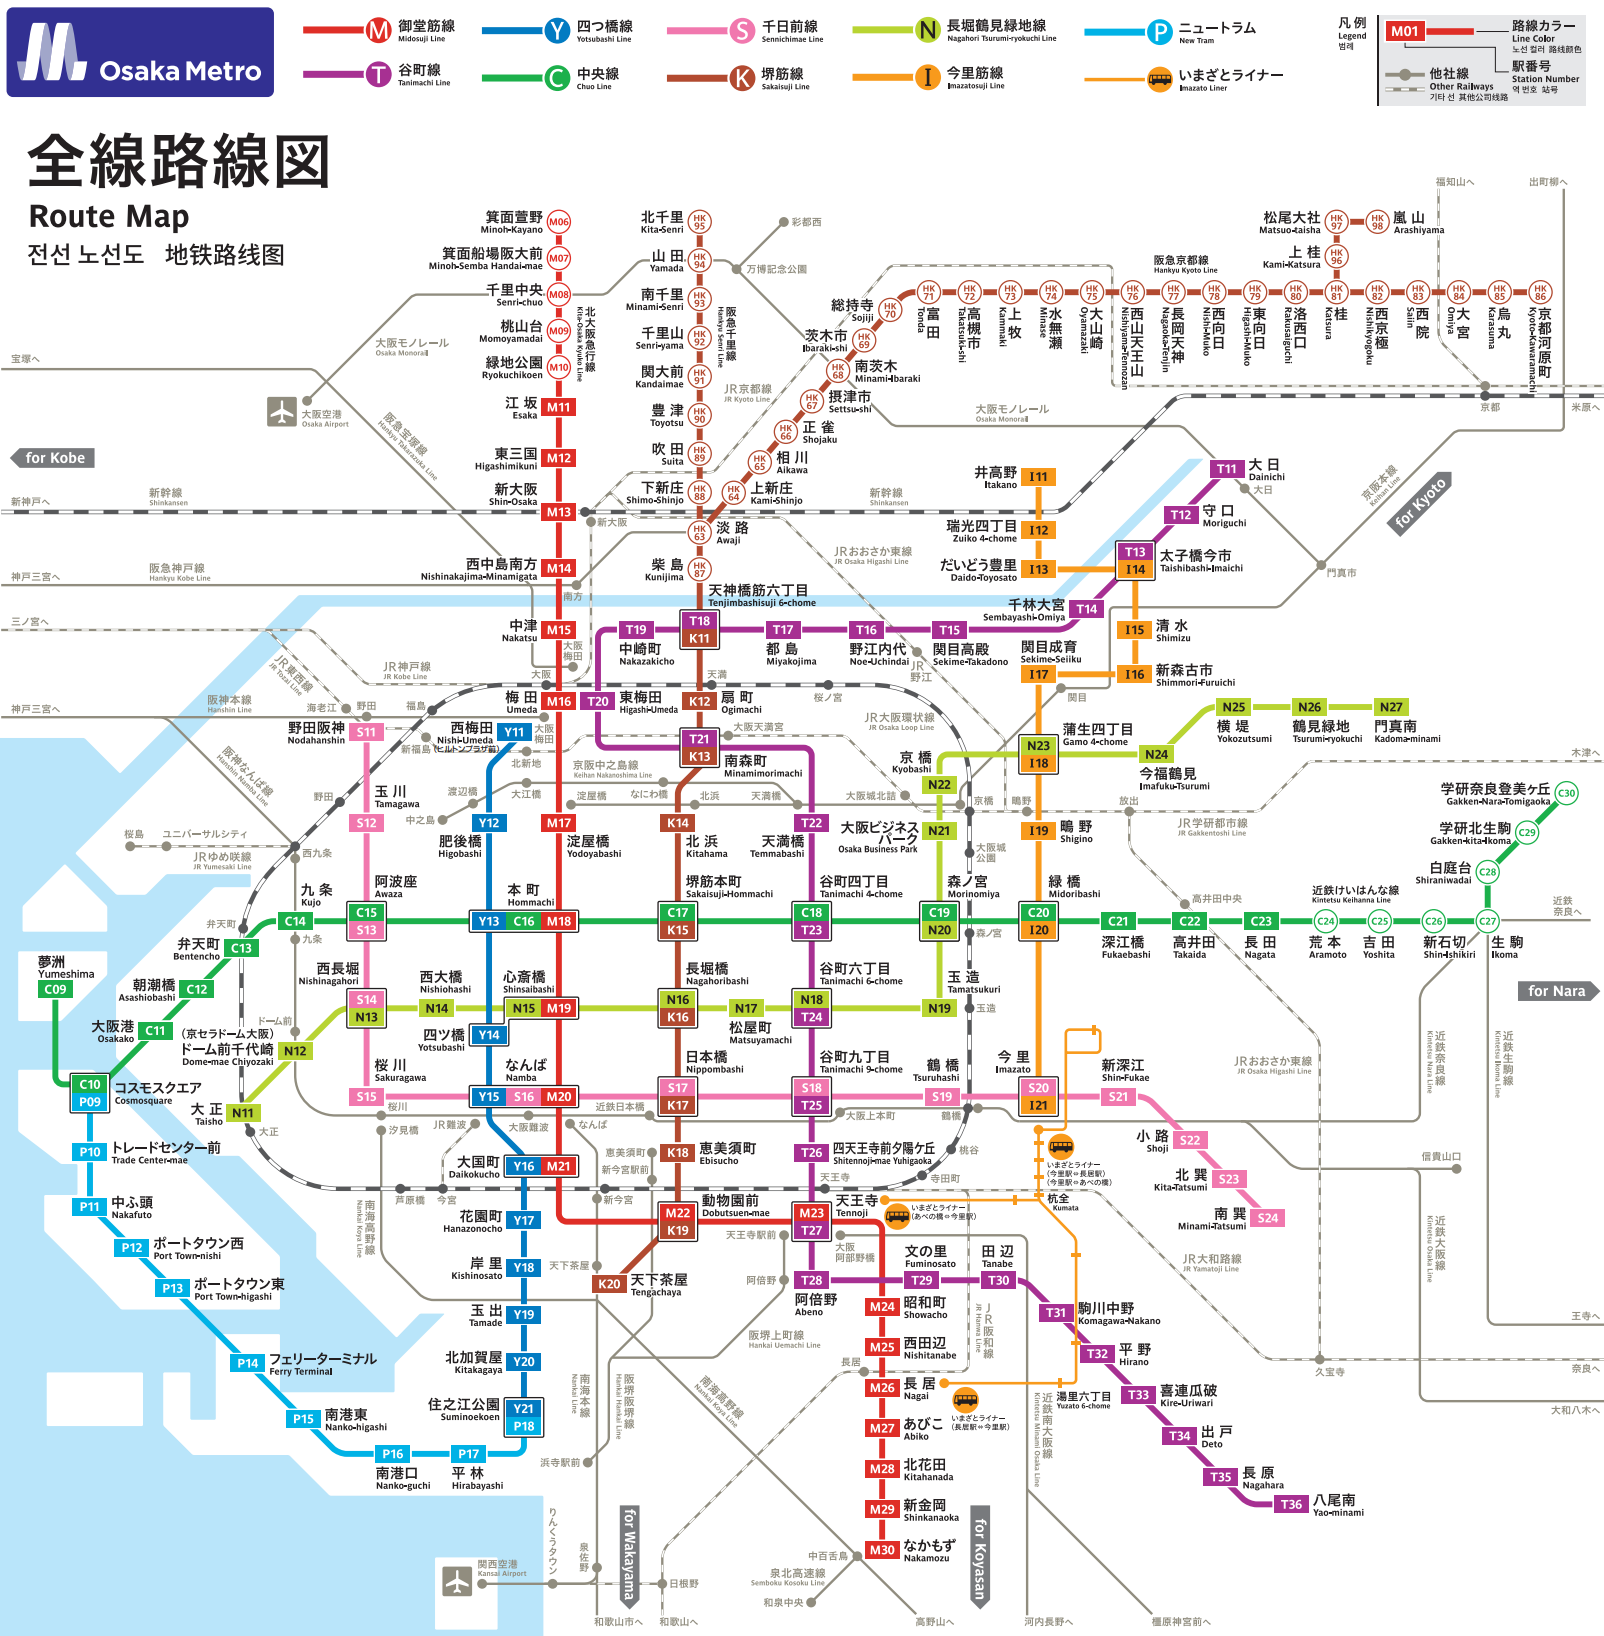 Osaka Metro
M 御堂筋線
Midosuji Line
Y 四つ橋線
Yotsubashi Line
S 千日前線
Sennichimae Line
N 長堀鶴見緑地線
Nagahori Tsurumi-ryokuchi Line
P ニュートラム
New Tram
T 谷町線
Tanimachi Line
C 中央線
Chuo Line
K 堺筋線
Sakaisuji Line
I 今里筋線
Imazatosuji Line
いまざとライナー
Imazato Liner
凡例
Legend
범례
M01
路線カラー
Line Color
노선 컬러 路线颜色
駅番号
Station Number
역 번호 站号
他社線
Other Railways
기타 선 其他公司线路
全線路線図
Route Map
전선 노선도 地铁路线图
箕面萱野
Minoh-Kayano
M06
箕面船場阪大前
Minoh-Semba Handai-mae
M07
千里中央
Senri-chuo
M08
桃山台
Momoyamadai
M09
緑地公園
Ryokuchikoen
M10
北大阪急行線
Kita-Osaka Kyuko Line
江坂
Esaka
M11
東三国
Higashimikuni
M12
新大阪
Shin-Osaka
M13
西中島南方
Nishinakajima-Minamigata
M14
中津
Nakatsu
M15
梅田
Umeda
M16
淀屋橋
Yodoyabashi
M17
本町
Hommachi
Y13 C16 M18
心斎橋
Shinsaibashi
N15 M19
なんば
Namba
Y15 S16 M20
大国町
Daikokucho
Y16 M21
動物園前
Dobutsuen-mae
M22
K19
天王寺
Tennoji
M23
T27
M24 昭和町
Showacho
M25 西田辺
Nishitanabe
M26 長居
Nagai
M27 あびこ
Abiko
M28 北花田
Kitahanada
M29 新金岡
Shinkanaoka
M30 なかもず
Nakamozu
北千里
Kita-Senri
HK95
山田
Yamada
HK94
南千里
Minami-Senri
HK93
千里山
Senri-yama
HK92
関大前
Kandaimae
HK91
豊津
Toyotsu
HK90
吹田
Suita
HK89
下新庄
Shimo-Shinjo
HK88
淡路
Awaji
HK63
柴島
Kunijima
HK87
阪急千里線
Hankyu Senri Line
HK64 上新庄
Kami-Shinjo
HK65 相川
Aikawa
HK66 正雀
Shojaku
HK67 摂津市
Settsu-shi
HK68 南茨木
Minami-Ibaraki
HK69 茨木市
Ibaraki-shi
HK70 総持寺
Sojiji
HK71 富田
Tonda
HK72 高槻市
Takatsuki-shi
HK73 上牧
Kammaki
HK74 水無瀬
Minase
HK75 大山崎
Oyamazaki
HK76 西山天王山
Nishiyama-Tennozan
HK77 長岡天神
Nagaoka-Tenjin
HK78 西向日
Nishi-Muko
HK79 東向日
Higashi-Muko
HK80 洛西口
Rakusaiguchi
HK81 桂
Katsura
HK82 西京極
Nishikyogoku
HK83 西院
Saiin
HK84 大宮
Omiya
HK85 烏丸
Karasuma
HK86 京都河原町
Kyoto-Kawaramachi
阪急京都線
Hankyu Kyoto Line
上桂
Kami-Katsura
HK96
松尾大社
Matsuo-taisha
HK97
HK98 嵐山
Arashiyama
彩都西
万博記念公園
福知山へ
出町柳へ
大阪モノレール
Osaka Monorail
大阪空港
Osaka Airport
宝塚へ
阪急宝塚線
Hankyu Takarazuka Line
JR京都線
JR Kyoto Line
大阪モノレール
Osaka Monorail
京都
米原へ
for Kobe
for Kyoto
京阪本線
Keihan Line
新神戸へ
新幹線
Shinkansen
新大阪
新幹線
Shinkansen
神戸三宮へ
阪急神戸線
Hankyu Kobe Line
南方
三ノ宮へ
JR東西線
JR Tozai Line
JR神戸線
JR Kobe Line
大阪
大阪梅田
神戸三宮へ
阪神本線
Hanshin Line
阪神なんば線
Hanshin Namba Line
JRおおさか東線
JR Osaka Higashi Line
井高野
Itakano
I11
瑞光四丁目
Zuiko 4-chome
I12
だいどう豊里
Daido-Toyosato
I13
T11 大日
Dainichi
大日
T12 守口
Moriguchi
T13
I14
太子橋今市
Taishibashi-Imaichi
門真市
千林大宮
Sembayashi-Omiya
T14
I15 清水
Shimizu
I16 新森古市
Shimmori-Furuichi
関目成育
Sekime-Seiiku
I17
関目
天神橋筋六丁目
Tenjimbashisuji 6-chome
T18
K11
T19
中崎町
Nakazakicho
T17
都島
Miyakojima
T16
野江内代
Noe-Uchindai
T15
関目高殿
Sekime-Takadono
JR野江
T20 東梅田
Higashi-Umeda
K12 扇町
Ogimachi
天満
桜ノ宮
大阪天満宮
JR大阪環状線
JR Osaka Loop Line
T21
K13
南森町
Minamimorimachi
西梅田
Nishi-Umeda
(ヒルトンプラザ前)
Y11
大阪梅田
北新地
福島
新福島
海老江
野田
野田阪神
Nodahanshin
S11
京阪中之島線
Keihan Nakanoshima Line
渡辺橋
中之島
大江橋
淀屋橋
なにわ橋
北浜
天満橋
大阪城北詰
京橋
Kyobashi
N22
京橋
蒲生四丁目
Gamo 4-chome
N23
I18
N24
今福鶴見
Imafuku-Tsurumi
N25
横堤
Yokozutsumi
N26
鶴見緑地
Tsurumi-ryokuchi
N27
門真南
Kadoma-minami
木津へ
鴫野
放出
JR学研都市線
JR Gakkentoshi Line
玉川
Tamagawa
S12
野田
桜島
ユニバーサルシティ
西九条
JRゆめ咲線
JR Yumesaki Line
Y12
肥後橋
Higobashi
K14
北浜
Kitahama
T22
天満橋
Temmabashi
大阪ビジネスパーク
Osaka Business Park
N21
大阪城公園
I19 鴫野
Shigino
学研奈良登美ヶ丘
Gakken-Nara-Tomigaoka
C30
学研北生駒
Gakken-kita-Ikoma
C29
白庭台
Shiraniwadai
C28
C27
生駒
Ikoma
近鉄奈良へ
九条
Kujo
C14
弁天町
九条
弁天町
Bentencho
C13
阿波座
Awaza
C15
S13
堺筋本町
Sakaisuji-Hommachi
C17
K15
谷町四丁目
Tanimachi 4-chome
C18
T23
森ノ宮
Morinomiya
C19
N20
森ノ宮
緑橋
Midoribashi
C20
I20
C21
深江橋
Fukaebashi
C22
高井田
Takaida
高井田中央
C23
長田
Nagata
近鉄けいはんな線
Kintetsu Keihanna Line
C24
荒本
Aramoto
C25
吉田
Yoshita
C26
新石切
Shin-Ishikiri
for Nara
夢洲
Yumeshima
C09
朝潮橋
Asashiobashi
C12
大阪港
Osakako
C11
C10
P09
コスモスクエア
Cosmosquare
(京セラドーム大阪)
ドーム前千代崎
Dome-mae Chiyozaki
N12
ドーム前
大正
Taisho
N11
大正
西長堀
Nishinagahori
S14
N13
西大橋
Nishiohashi
N14
四ツ橋
Yotsubashi
Y14
長堀橋
Nagahoribashi
N16
K16
N17
松屋町
Matsuyamachi
谷町六丁目
Tanimachi 6-chome
N18
T24
玉造
Tamatsukuri
N19
玉造
桜川
Sakuragawa
S15
桜川
汐見橋
JR難波
大阪難波
なんば
近鉄日本橋
日本橋
Nippombashi
S17
K17
谷町九丁目
Tanimachi 9-chome
S18
T25
大阪上本町
鶴橋
Tsuruhashi
S19
鶴橋
今里
Imazato
S20
I21
新深江
Shin-Fukae
S21
小路
Shoji
S22
北巽
Kita-Tatsumi
S23
南巽
Minami-Tatsumi
S24
近鉄奈良線
Kintetsu Nara Line
近鉄生駒線
Kintetsu Ikoma Line
JRおおさか東線
JR Osaka Higashi Line
信貴山口
近鉄大阪線
Kintetsu Osaka Line
P10 トレードセンター前
Trade Center-mae
P11
中ふ頭
Nakafuto
P12 ポートタウン西
Port Town-nishi
P13 ポートタウン東
Port Town-higashi
P14 フェリーターミナル
Ferry Terminal
P15 南港東
Nanko-higashi
P16
南港口
Nanko-guchi
P17
平林
Hirabayashi
住之江公園
Suminoekoen
Y21
P18
花園町
Hanazonocho
Y17
岸里
Kishinosato
Y18
玉出
Tamade
Y19
北加賀屋
Kitakagaya
Y20
芦原橋
今宮
新今宮
恵美須町
新今宮駅前
K18 恵美須町
Ebisucho
T26 四天王寺前夕陽ケ丘
Shitennoji-mae Yuhigaoka
天王寺
寺田町
桃谷
いまざとライナー
(今里駅⇔長居駅)
(今里駅⇔あべの橋)
いまざとライナー
(あべの橋⇔今里駅)
杭全
Kumata
天王寺駅前
大阪阿部野橋
阿倍野
天下茶屋
K20 天下茶屋
Tengachaya
T28
阿倍野
Abeno
文の里
Fuminosato
T29
田辺
Tanabe
T30
T31 駒川中野
Komagawa-Nakano
T32 平野
Hirano
T33 喜連瓜破
Kire-Uriwari
T34 出戸
Deto
T35 長原
Nagahara
T36 八尾南
Yao-minami
JR大和路線
JR Yamatoji Line
JR阪和線
JR Hanwa Line
阪堺上町線
Hankai Uemachi Line
長居
いまざとライナー
(長居駅⇔今里駅)
湯里六丁目
Yuzato 6-chome
近鉄南大阪線
Kintetsu Minami Osaka Line
久宝寺
王寺へ
奈良へ
大和八木へ
南海高野線
Nankai Koya Line
南海本線
Nankai Line
阪堺阪堺線
Hankai Hankai Line
南海高野線
Nankai Koya Line
浜寺駅前
for Wakayama
for Koyasan
りんくうタウン
泉佐野
関西空港
Kansai Airport
日根野
中百舌鳥
泉北高速線
Semboku Kosoku Line
和泉中央
和歌山市へ
和歌山へ
高野山へ
河内長野へ
橿原神宮前へ